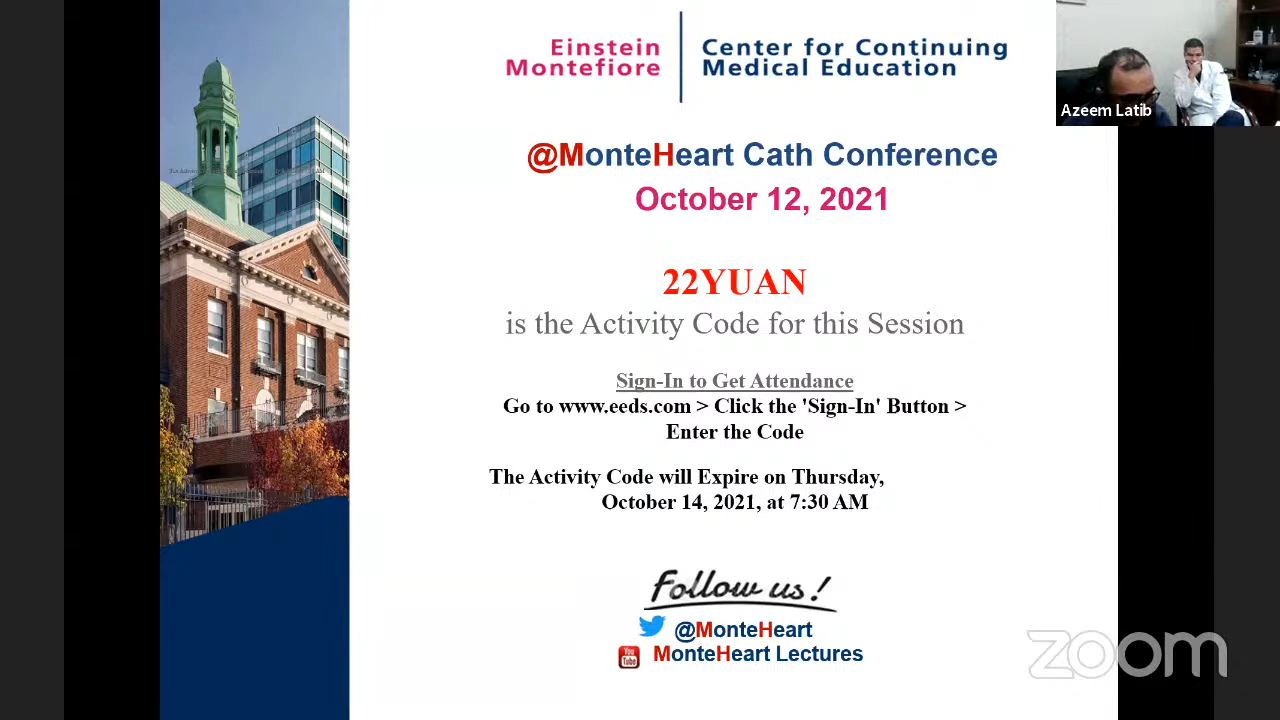 Einstein
Montefiore
Center for Continuing
Medical Education
Azeem Latib
@MonteHeart Cath Conference
October 12, 2021
22YUAN
is the Activity Code for this Session
Sign-In to Get Attendance
Go to www.eeds.com > Click the 'Sign-In' Button >
Enter the Code
The Activity Code will Expire on Thursday,
October 14, 2021, at 7:30 AM
Follow us!
@MonteHeart
You
Tube
MonteHeart Lectures
zoom